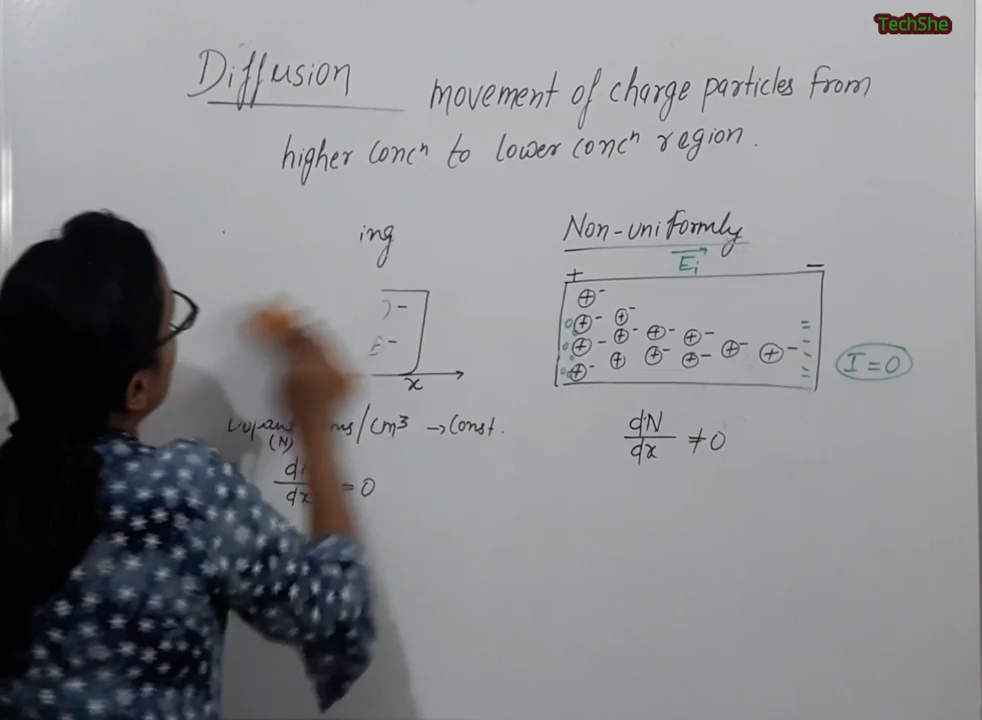 TechShe
Diffusion movement of charge particles from
higher concⁿ to lower concⁿ region.
ing
Non-uniformly
+ Ei −
x
I = 0
/cm³ → Const.
(N)
dN/dx ≠ 0
dx = 0